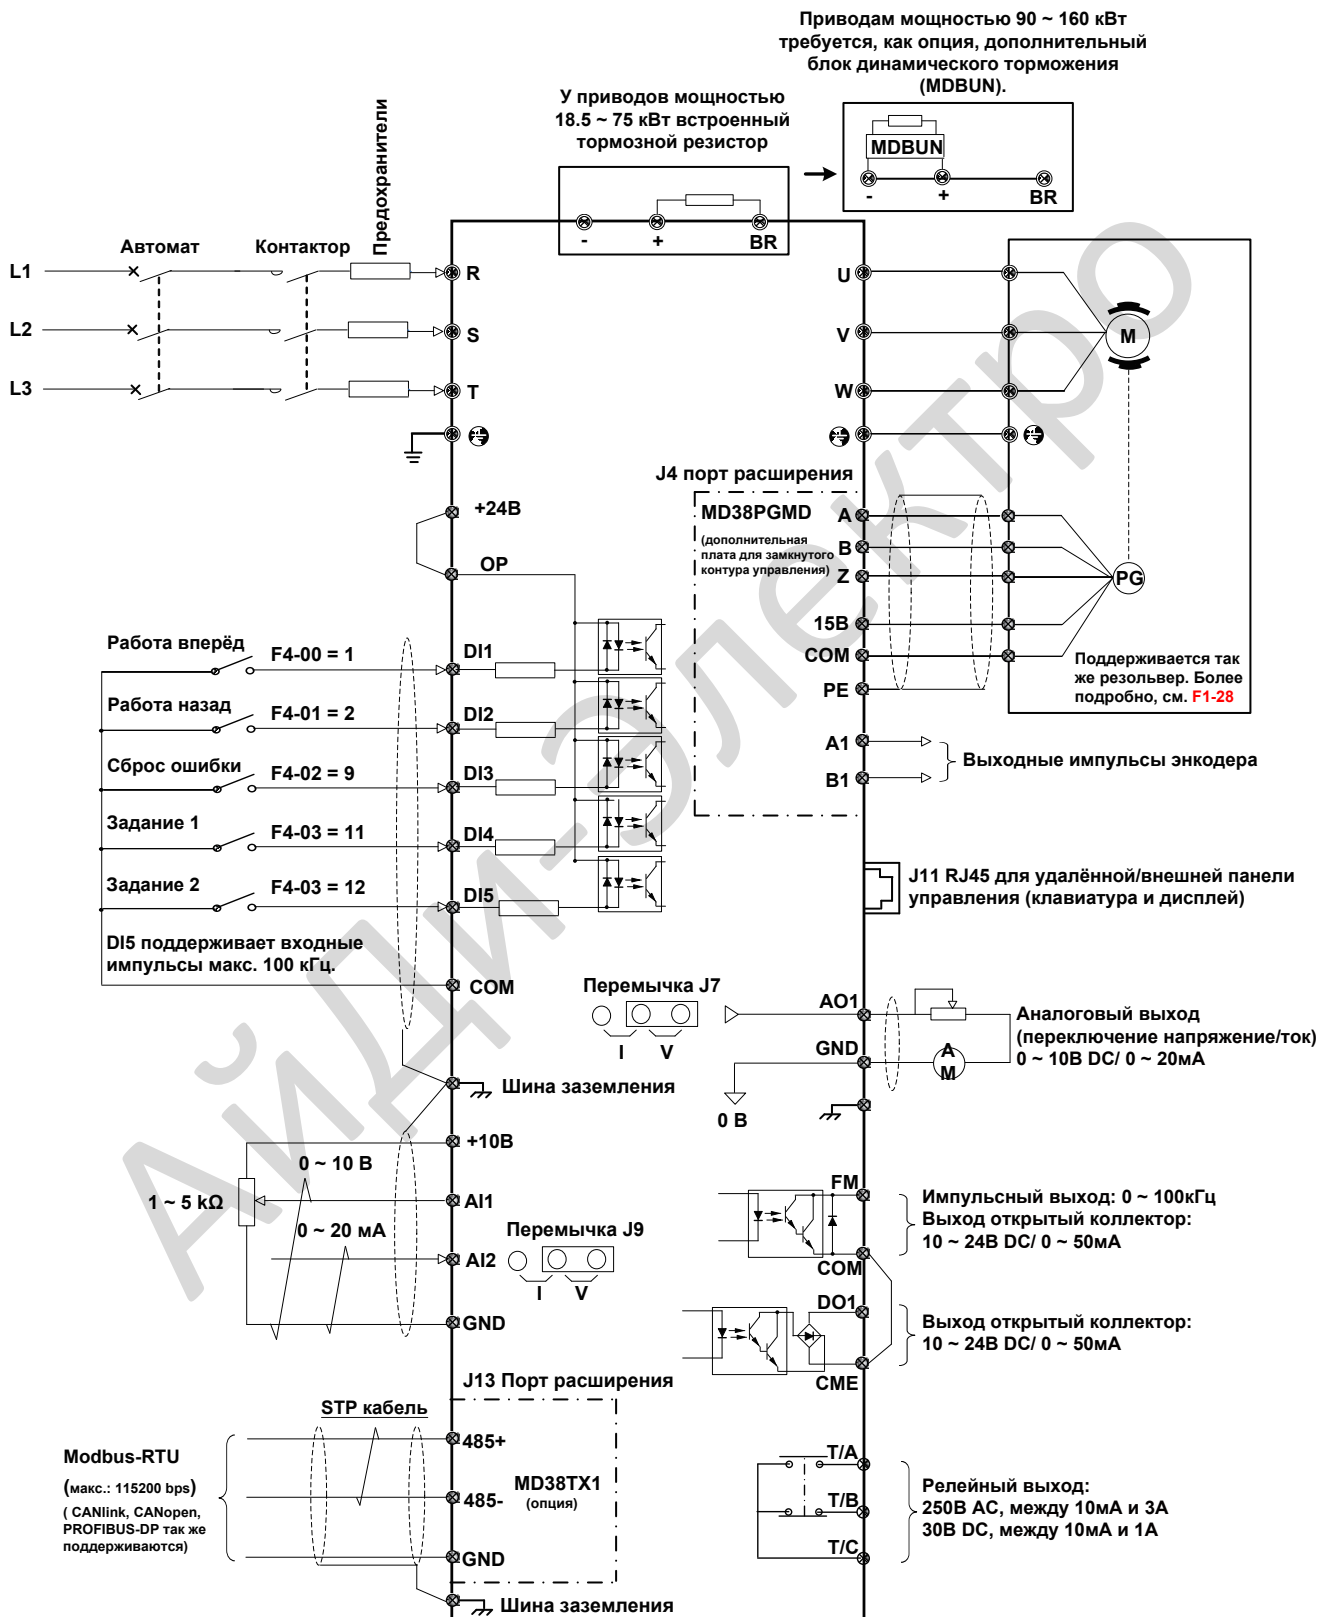 Приводам мощностью 90 ~ 160 кВт
требуется, как опция, дополнительный
блок динамического торможения
(MDBUN).
У приводов мощностью
18.5 ~ 75 кВт встроенный
тормозной резистор
MDBUN
- + BR
- + BR
Предохранители
Автомат
Контактор
L1
R
U
L2
S
V
M
L3
T
W
J4 порт расширения
+24В
MD38PGMD
(дополнительная
плата для замкнутого
контура управления)
A
B
Z
15В
COM
PE
PG
OP
Поддерживается так
же резольвер. Более
подробно, см. F1-28
A1
B1
Выходные импульсы энкодера
Работа вперёд
F4-00 = 1
DI1
Работа назад
F4-01 = 2
DI2
Сброс ошибки
F4-02 = 9
DI3
Задание 1
F4-03 = 11
DI4
Задание 2
F4-03 = 12
DI5
DI5 поддерживает входные
импульсы макс. 100 кГц.
COM
J11 RJ45 для удалённой/внешней панели
управления (клавиатура и дисплей)
Перемычка J7
I V
AO1
GND
0 В
A
M
Аналоговый выход
(переключение напряжение/ток)
0 ~ 10В DC/ 0 ~ 20мА
Шина заземления
+10В
0 ~ 10 В
1 ~ 5 kΩ
AI1
0 ~ 20 мА
AI2
Перемычка J9
I V
GND
FM
COM
Импульсный выход: 0 ~ 100кГц
Выход открытый коллектор:
10 ~ 24В DC/ 0 ~ 50мА
DO1
CME
Выход открытый коллектор:
10 ~ 24В DC/ 0 ~ 50мА
J13 Порт расширения
STP кабель
485+
Modbus-RTU
(макс.: 115200 bps)
( CANlink, CANopen,
PROFIBUS-DP так же
поддерживаются)
485-
MD38TX1
(опция)
GND
Шина заземления
T/A
T/B
T/C
Релейный выход:
250В AC, между 10мА и 3А
30В DC, между 10мА и 1А
АйДи-электро